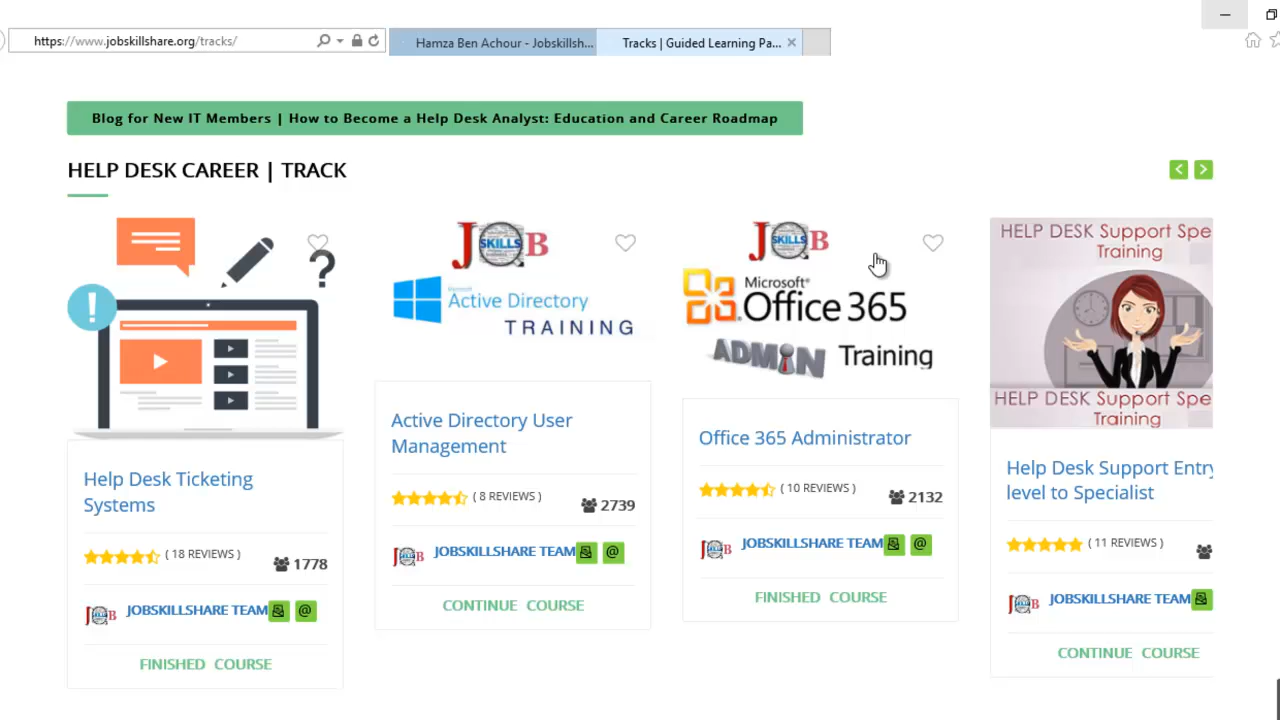 https://www.jobskillshare.org/tracks/
Hamza Ben Achour - Jobskillsh...
Tracks | Guided Learning Pa...
Blog for New IT Members | How to Become a Help Desk Analyst: Education and Career Roadmap
HELP DESK CAREER | TRACK
!
?
Help Desk Ticketing
Systems
( 18 REVIEWS )
1778
JOBSKILLSHARE TEAM
@
FINISHED COURSE
JOB
SKILLS
Active Directory
TRAINING
Active Directory User
Management
( 8 REVIEWS )
2739
JOBSKILLSHARE TEAM
@
CONTINUE COURSE
JOB
SKILLS
Microsoft®
Office 365
ADMIN Training
Office 365 Administrator
( 10 REVIEWS )
2132
JOBSKILLSHARE TEAM
@
FINISHED COURSE
HELP DESK Support Spe
Training
HELP DESK Support Spe
Training
Help Desk Support Entry
level to Specialist
( 11 REVIEWS )
JOBSKILLSHARE TEAM
CONTINUE COURSE